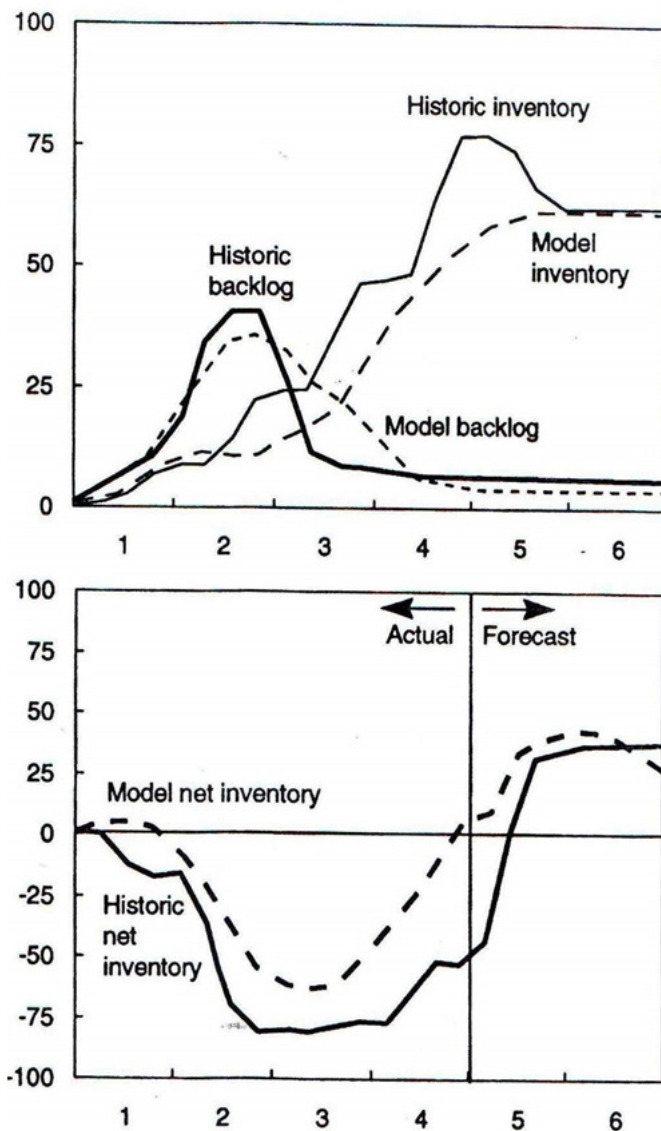 100
Historic inventory
75
Historic
backlog
Model
inventory
50
25
Model backlog
0
1 2 3 4 5 6
100
Actual Forecast
75
50
25
Model net inventory
0
-25
Historic
net
inventory
-50
-75
-100
1 2 3 4 5 6